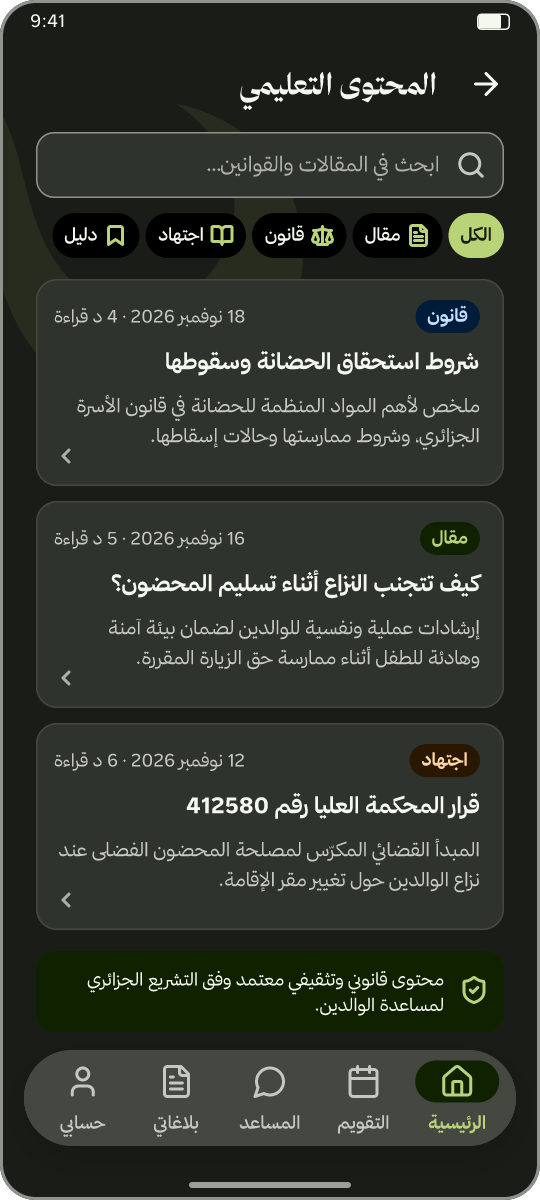 9:41
المحتوى التعليمي
ابحث في المقالات والقوانين...
الكل
مقال
قانون
اجتهاد
دليل
قانون
18 نوفمبر 2026 · 4 د قراءة
شروط استحقاق الحضانة وسقوطها
ملخص لأهم المواد المنظمة للحضانة في قانون الأسرة
الجزائري، وشروط ممارستها وحالات إسقاطها.
مقال
16 نوفمبر 2026 · 5 د قراءة
كيف تتجنب النزاع أثناء تسليم المحضون؟
إرشادات عملية ونفسية للوالدين لضمان بيئة آمنة
وهادئة للطفل أثناء ممارسة حق الزيارة المقررة.
اجتهاد
12 نوفمبر 2026 · 6 د قراءة
قرار المحكمة العليا رقم 412580
المبدأ القضائي المكرّس لمصلحة المحضون الفضلى عند
نزاع الوالدين حول تغيير مقر الإقامة.
محتوى قانوني وتثقيفي معتمد وفق التشريع الجزائري
لمساعدة الوالدين.
الرئيسية
التقويم
المساعد
بلاغاتي
حسابي